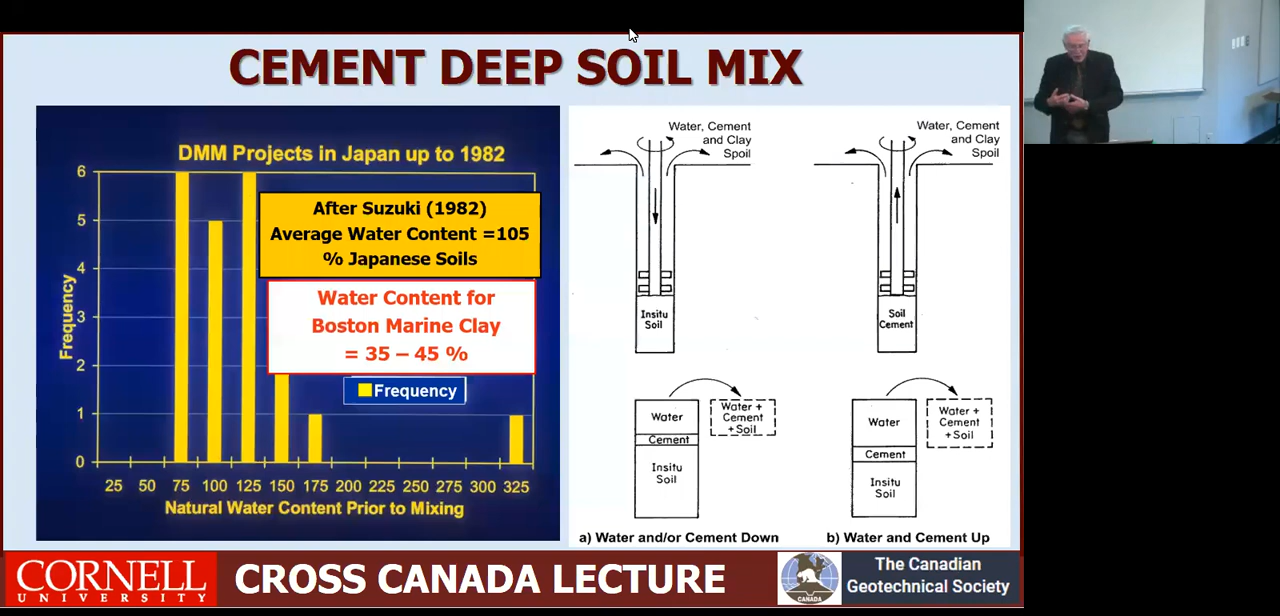 CEMENT DEEP SOIL MIX
DMM Projects in Japan up to 1982
6
5
4
3
2
1
0
Frequency
After Suzuki (1982)
Average Water Content =105
% Japanese Soils
Water Content for
Boston Marine Clay
= 35 – 45 %
Frequency
25 50 75 100 125 150 175 200 225 250 275 300 325
Natural Water Content Prior to Mixing
Water, Cement
and Clay
Spoil
Insitu
Soil
Water
Cement
Insitu
Soil
Water +
Cement
+ Soil
a) Water and/or Cement Down
Water, Cement
and Clay
Spoil
Soil
Cement
Water
Cement
Insitu
Soil
Water +
Cement
+ Soil
b) Water and Cement Up
CORNELL
UNIVERSITY
CROSS CANADA LECTURE
CANADA
The Canadian
Geotechnical Society